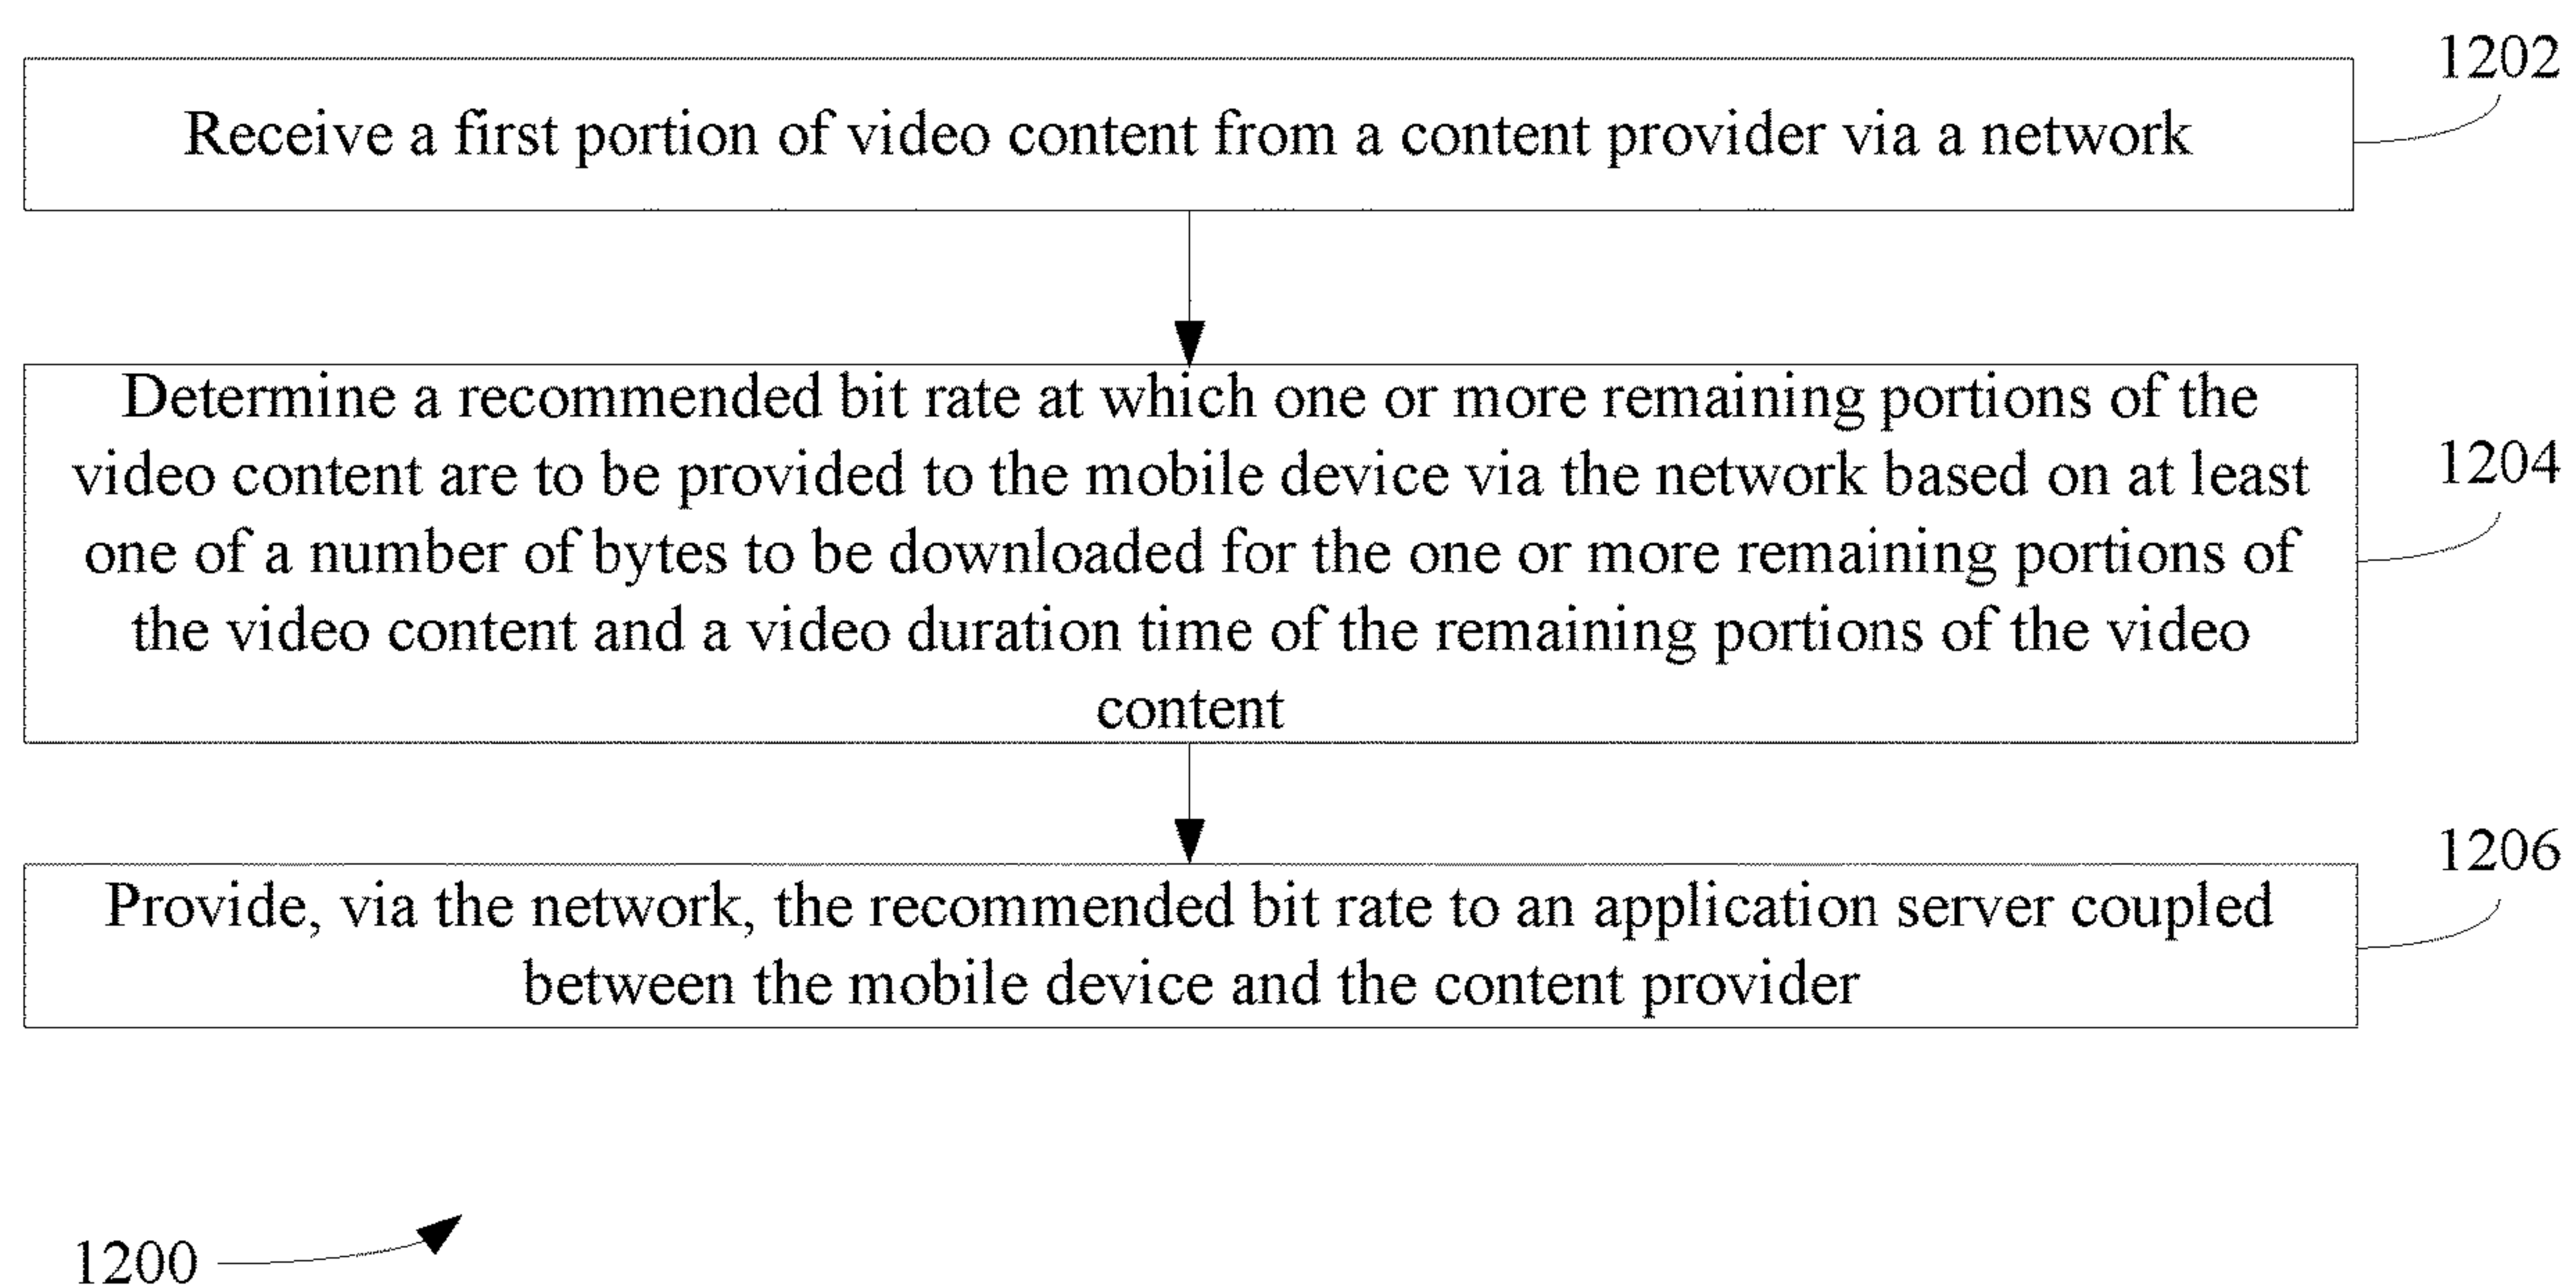 1202
Receive a first portion of video content from a content provider via a network
Determine a recommended bit rate at which one or more remaining portions of the
video content are to be provided to the mobile device via the network based on at least
1204
one of a number of bytes to be downloaded for the one or more remaining portions of
the video content and a video duration time of the remaining portions of the video
content
1206
Provide, via the network, the recommended bit rate to an application server coupled
between the mobile device and the content provider
1200